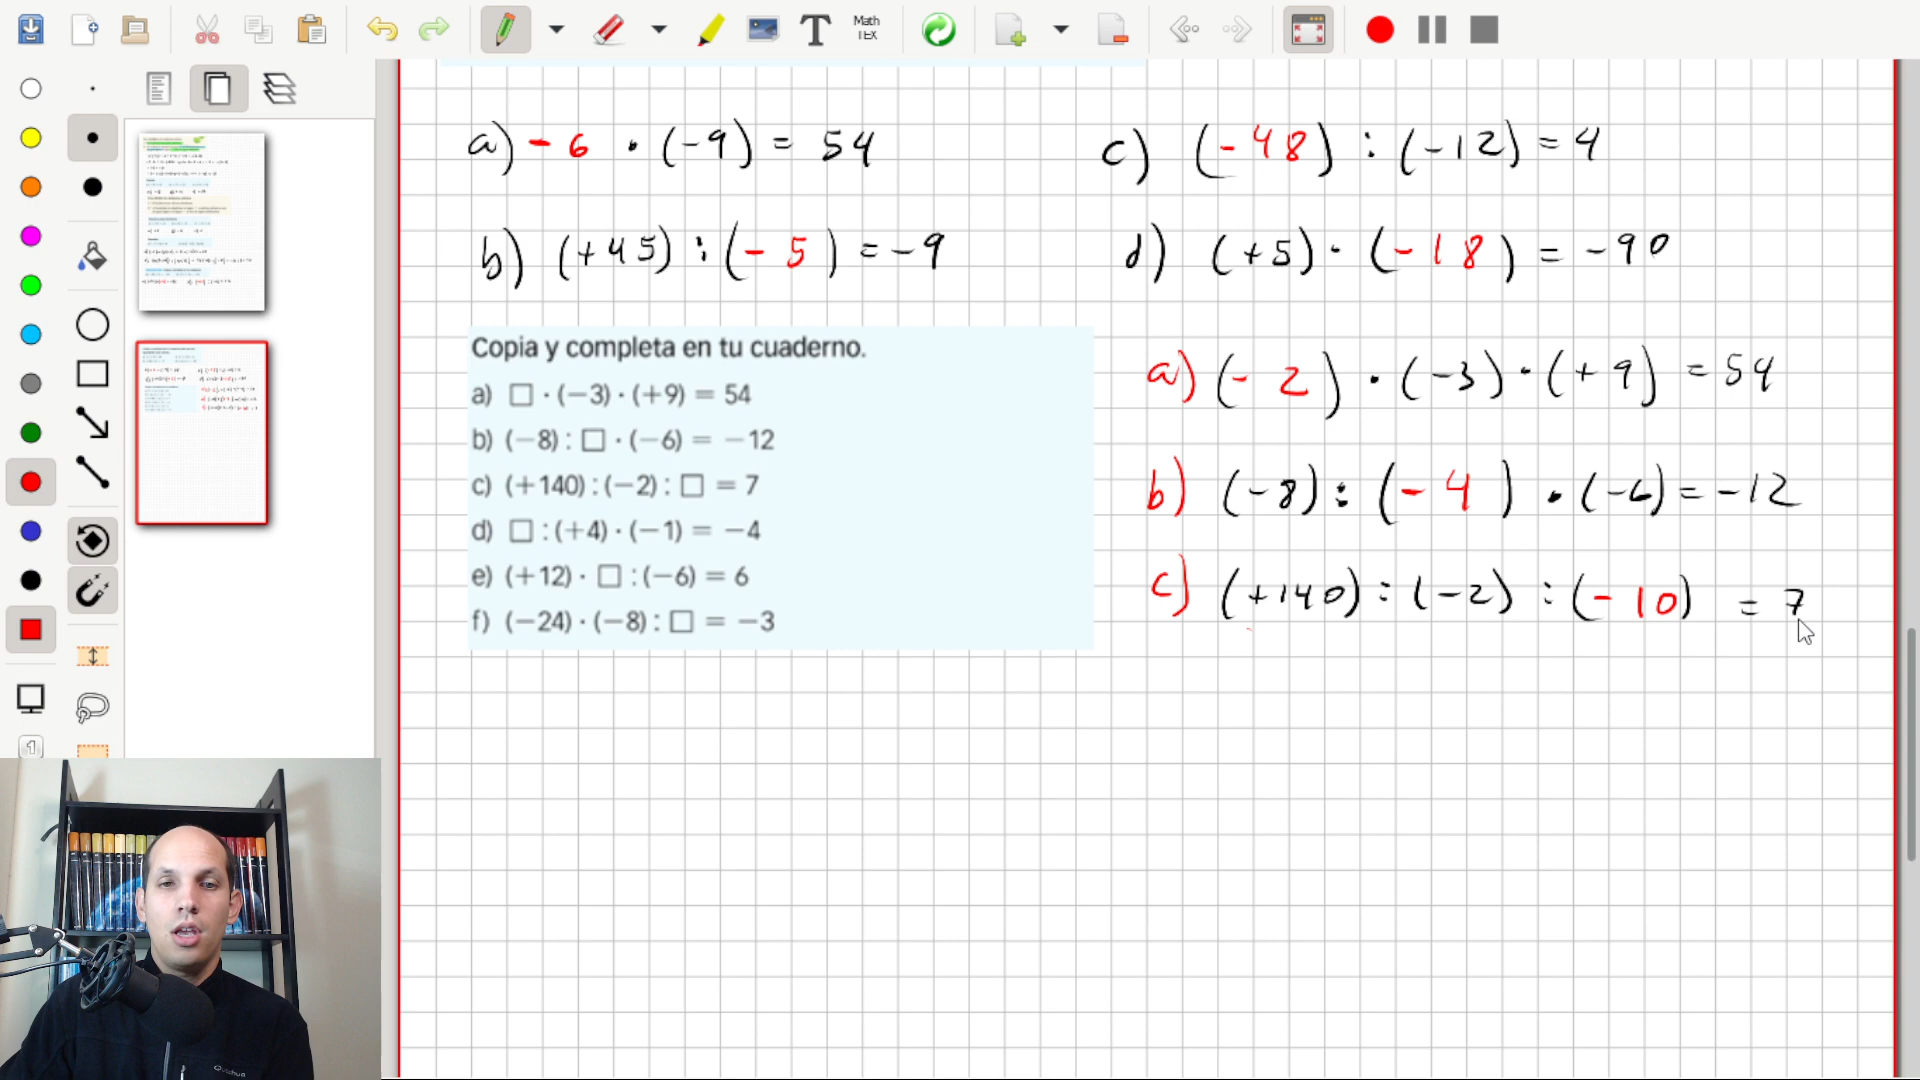 Math
TEX
a) -6 · (-9) = 54
c) (-48) : (-12) = 4
b) (+45) : (-5) = -9
d) (+5) · (-18) = -90
Copia y completa en tu cuaderno.
a) □ · (−3) · (+9) = 54
b) (−8) : □ · (−6) = −12
c) (+140) : (−2) : □ = 7
d) □ : (+4) · (−1) = −4
e) (+12) · □ : (−6) = 6
f) (−24) · (−8) : □ = −3
a) (-2) · (-3) · (+9) = 54
b) (-8) : (-4) · (-6) = -12
c) (+140) : (-2) : (-10) = 7
T
1